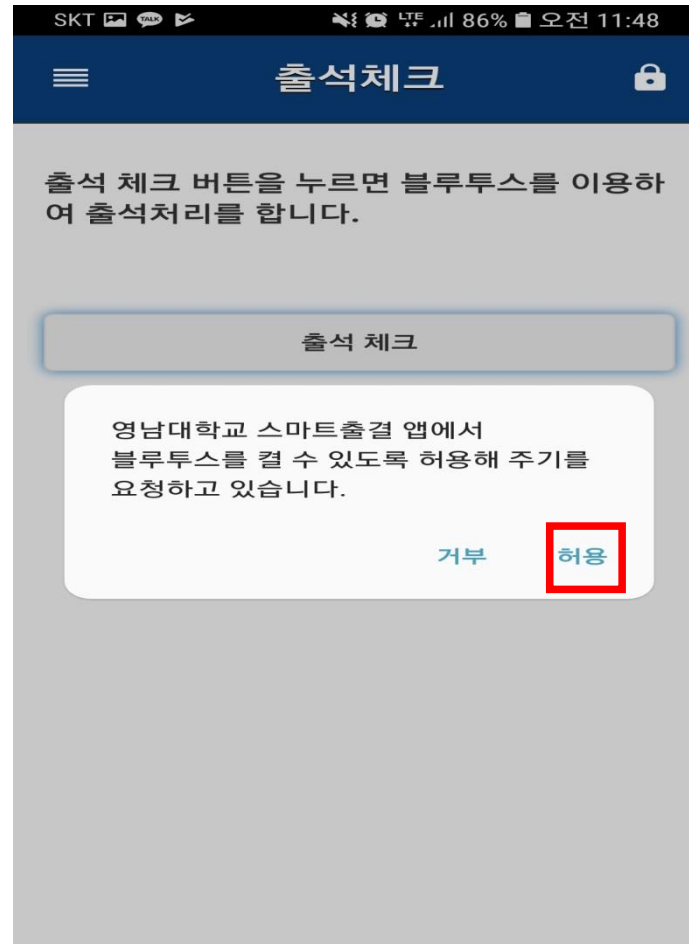 SKT TALK LTE 86% 오전 11:48
출석체크
출석 체크 버튼을 누르면 블루투스를 이용하
여 출석처리를 합니다.
출석 체크
영남대학교 스마트출결 앱에서
블루투스를 켤 수 있도록 허용해 주기를
요청하고 있습니다.
거부 허용